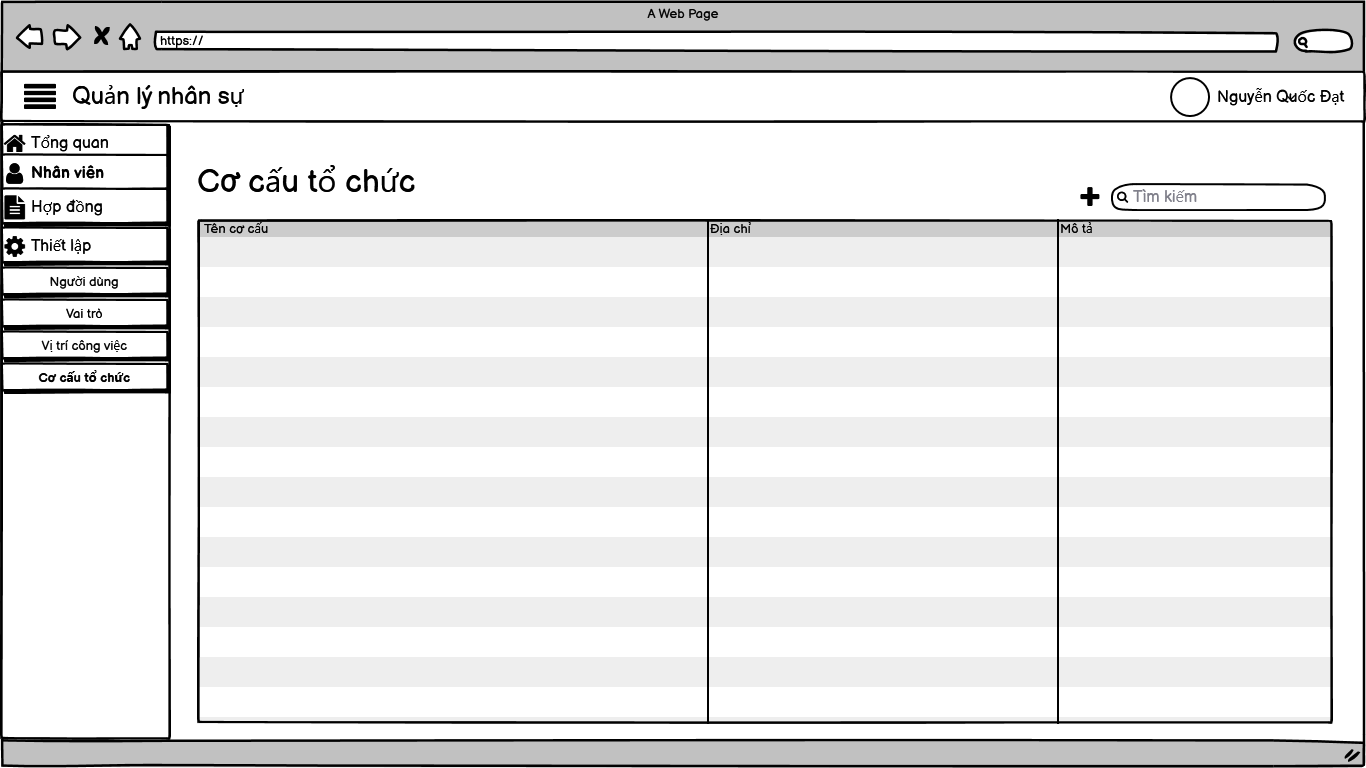 A Web Page
https://
Quản lý nhân sự
Nguyễn Quốc Đạt
Tổng quan
Nhân viên
Hợp đồng
Thiết lập
Người dùng
Vai trò
Vị trí công việc
Cơ cấu tổ chức
Cơ cấu tổ chức
Tìm kiếm
Tên cơ cấu
Địa chỉ
Mô tả